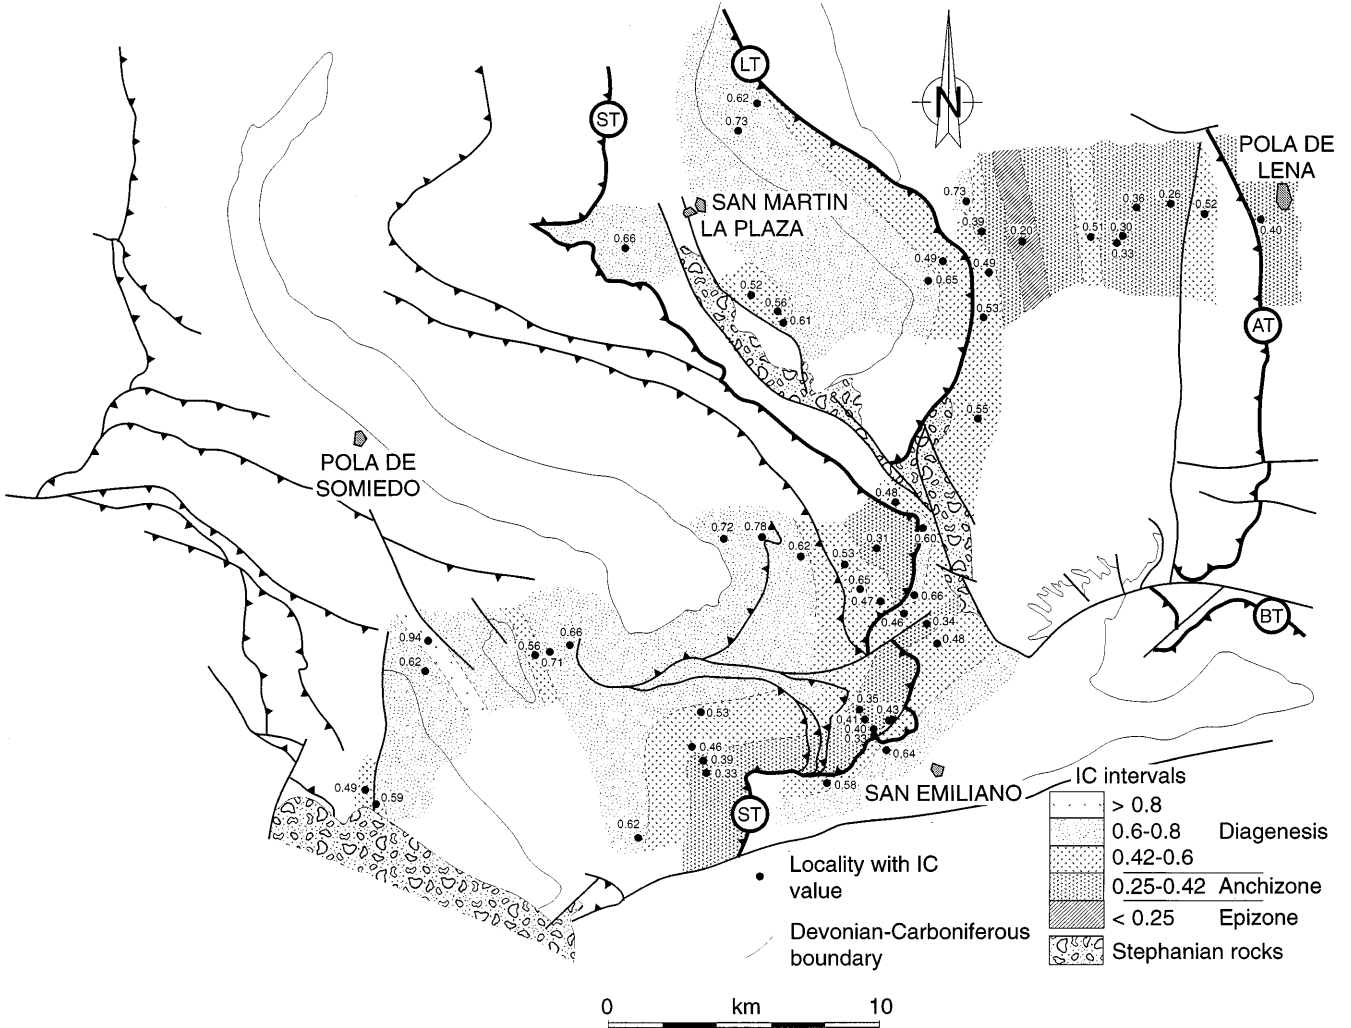 LT
N
ST
POLA DE
LENA
0.62
0.73
SAN MARTIN
LA PLAZA
0.73
0.39
0.20
0.51
0.36
0.30
0.33
0.26
0.52
0.40
0.66
0.49
0.65
0.49
0.52
0.56
0.61
0.53
AT
0.55
POLA DE
SOMIEDO
0.48
0.72
0.78
0.62
0.53
0.31
0.60
0.65
0.47
0.66
0.46
0.34
0.48
BT
0.94
0.62
0.56
0.71
0.66
0.53
0.35
0.41
0.43
0.40
0.33
0.64
0.46
0.39
0.33
0.58
0.49
0.59
0.62
ST
SAN EMILIANO
IC intervals
> 0.8
0.6-0.8 Diagenesis
0.42-0.6
0.25-0.42 Anchizone
< 0.25 Epizone
Stephanian rocks
Locality with IC
value
Devonian-Carboniferous
boundary
0 km 10